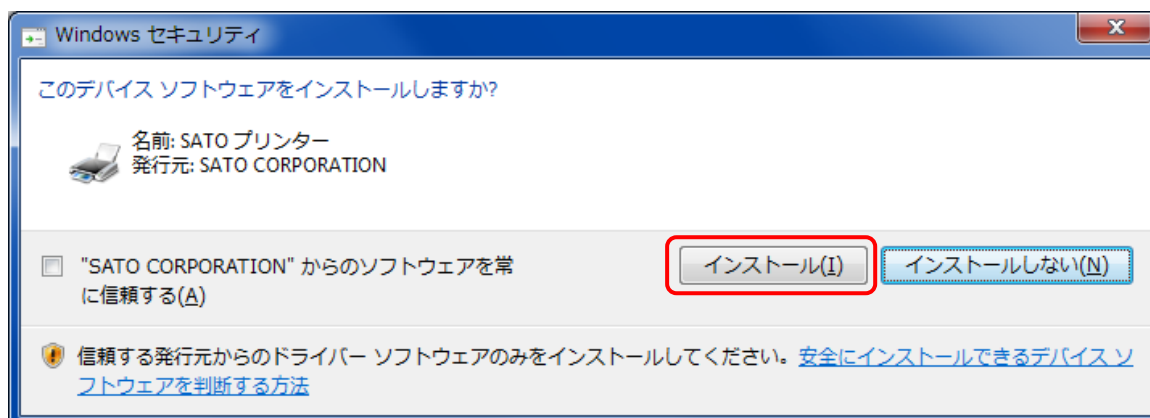 Windows セキュリティ
このデバイス ソフトウェアをインストールしますか?
名前: SATO プリンター
発行元: SATO CORPORATION
"SATO CORPORATION" からのソフトウェアを常
に信頼する(A)
インストール(I)
インストールしない(N)
信頼する発行元からのドライバー ソフトウェアのみをインストールしてください。安全にインストールできるデバイス ソ
フトウェアを判断する方法